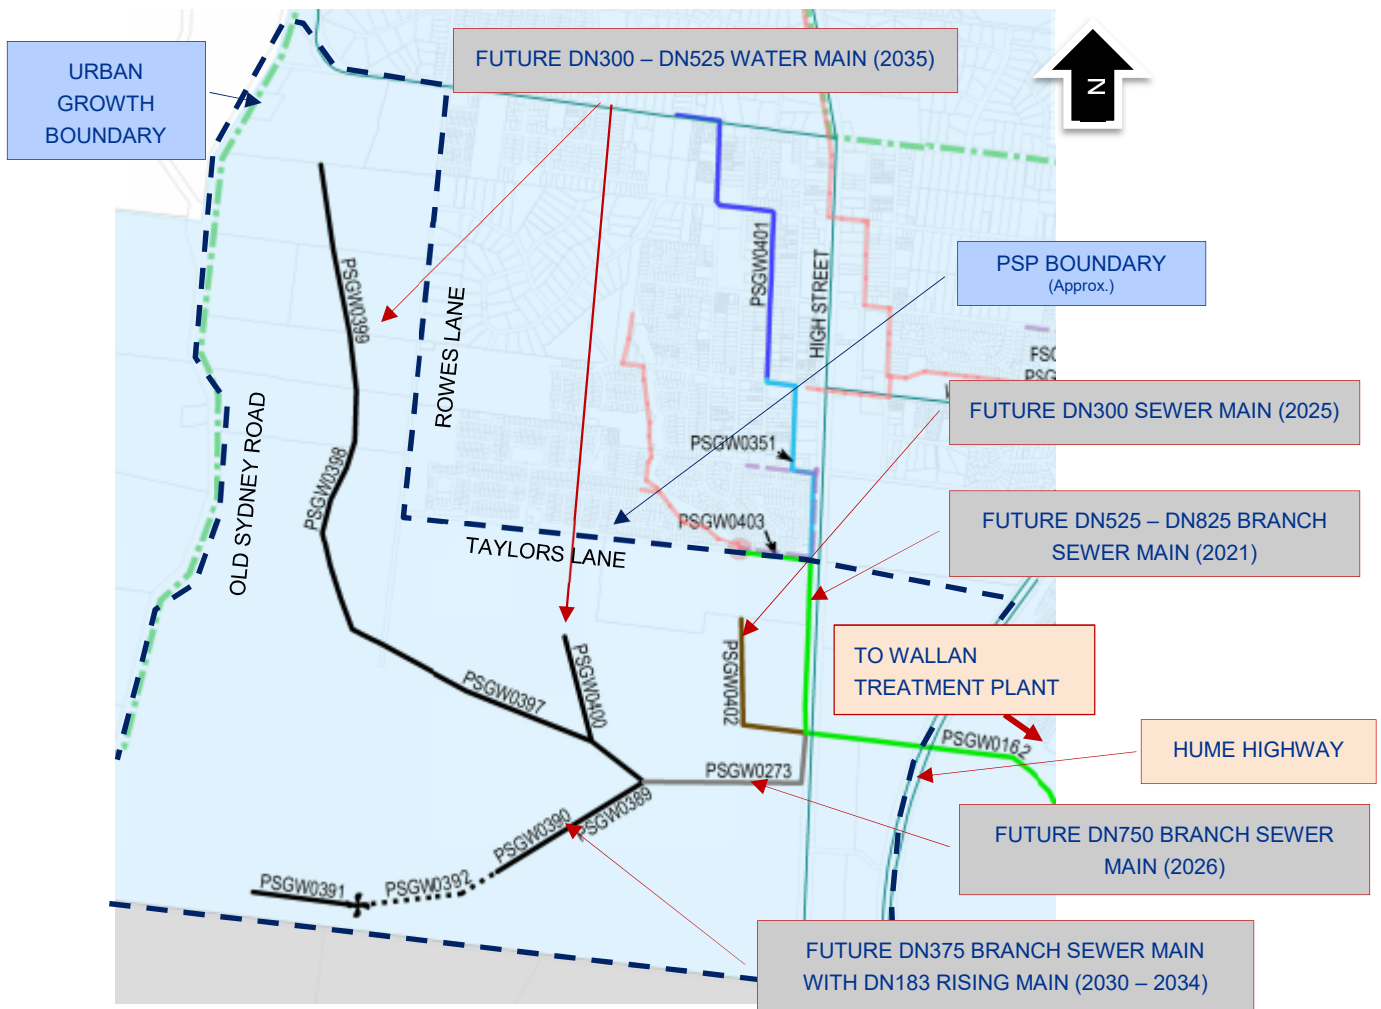 FUTURE DN300 – DN525 WATER MAIN (2035)
URBAN
GROWTH
BOUNDARY
N
PSP BOUNDARY
(Approx.)
PSGW0401
HIGH STREET
PSGW0399
ROWES LANE
FUTURE DN300 SEWER MAIN (2025)
PSGW0351
PSGW0398
OLD SYDNEY ROAD
PSGW0403
TAYLORS LANE
FUTURE DN525 – DN825 BRANCH
SEWER MAIN (2021)
TO WALLAN
TREATMENT PLANT
PSGW0397
PSGW0400
PSGW0402
PSGW0162
HUME HIGHWAY
PSGW0273
PSGW0389
PSGW0390
FUTURE DN750 BRANCH SEWER
MAIN (2026)
PSGW0391
PSGW0392
FUTURE DN375 BRANCH SEWER MAIN
WITH DN183 RISING MAIN (2030 – 2034)